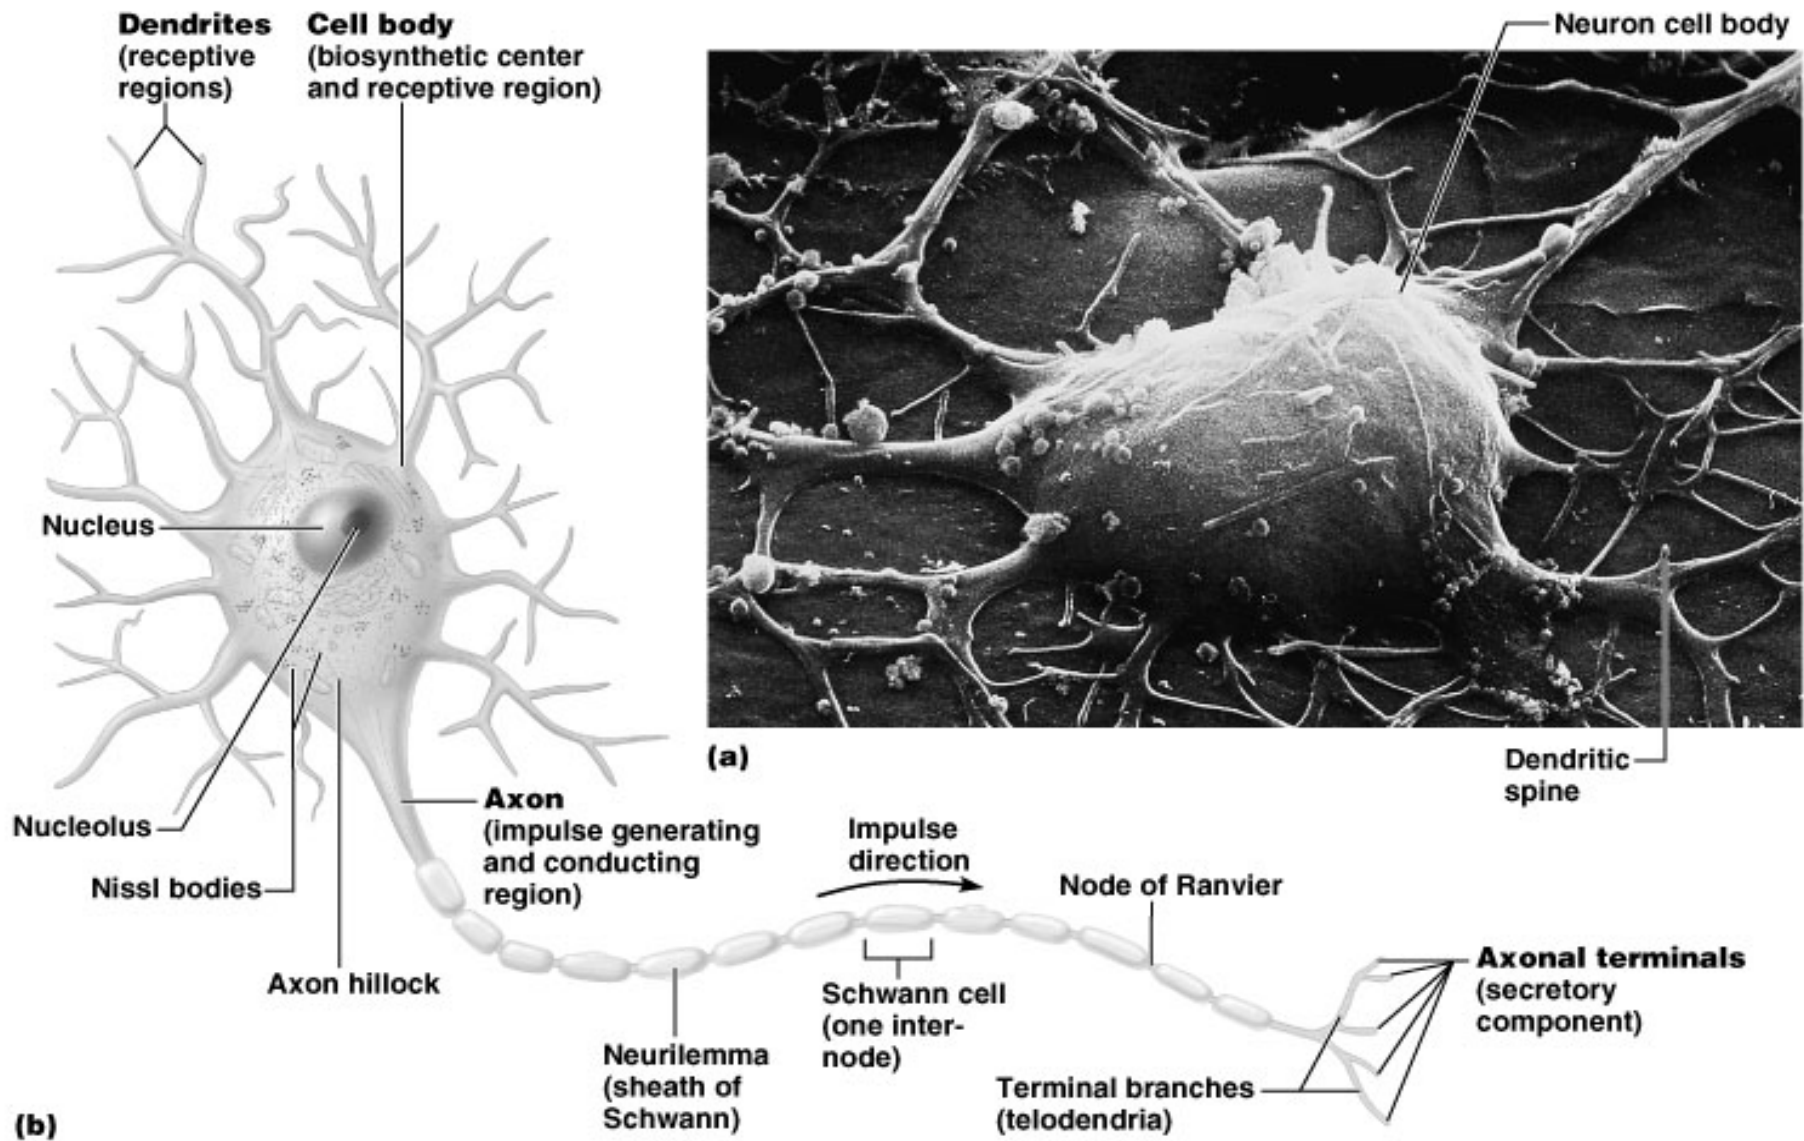 Dendrites
(receptive
regions)
Cell body
(biosynthetic center
and receptive region)
Neuron cell body
Nucleus
(a)
Dendritic
spine
Nucleolus
Axon
(impulse generating
and conducting
region)
Impulse
direction
Nissl bodies
Node of Ranvier
Axon hillock
Axonal terminals
(secretory
component)
Schwann cell
(one inter-
node)
Neurilemma
(sheath of
Schwann)
Terminal branches
(telodendria)
(b)